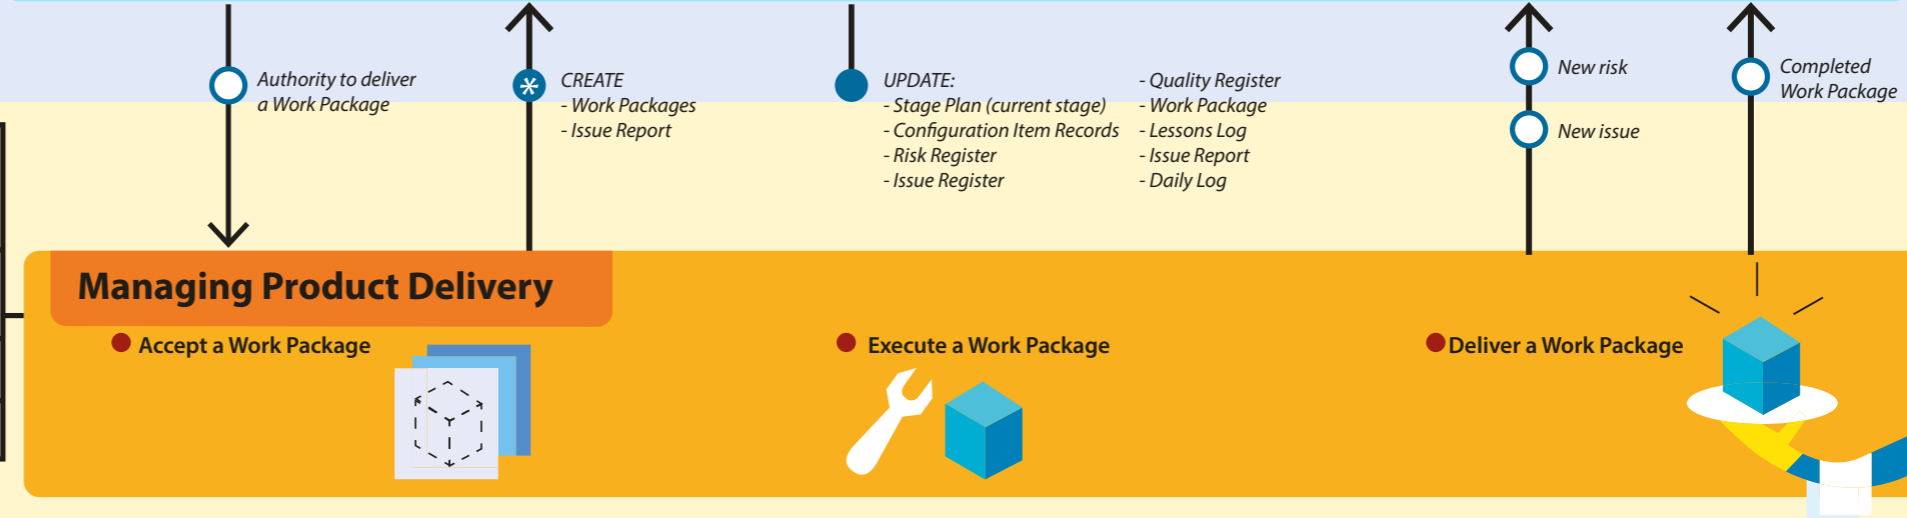 Authority to deliver
a Work Package
*
CREATE
- Work Packages
- Issue Report
UPDATE:
- Stage Plan (current stage)
- Configuration Item Records
- Risk Register
- Issue Register
- Quality Register
- Work Package
- Lessons Log
- Issue Report
- Daily Log
New risk
New issue
Completed
Work Package
Managing Product Delivery
Accept a Work Package
Execute a Work Package
Deliver a Work Package